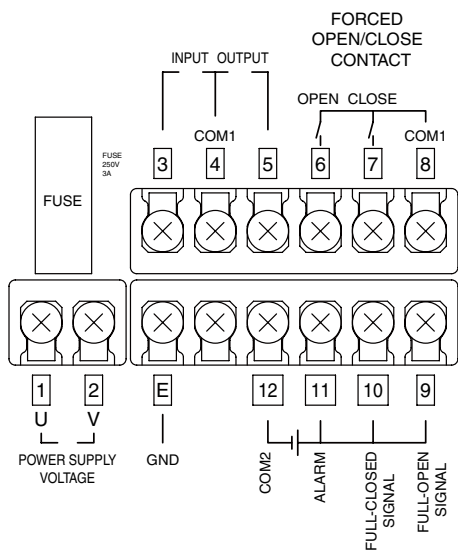 FORCED
OPEN/CLOSE
CONTACT
INPUT OUTPUT
OPEN CLOSE
COM1
COM1
3 4 5 6 7 8
FUSE
250V
3A
FUSE
1 2 E 12 11 10 9
U V
POWER SUPPLY
VOLTAGE
GND
COM2
ALARM
FULL-CLOSED
SIGNAL
FULL-OPEN
SIGNAL